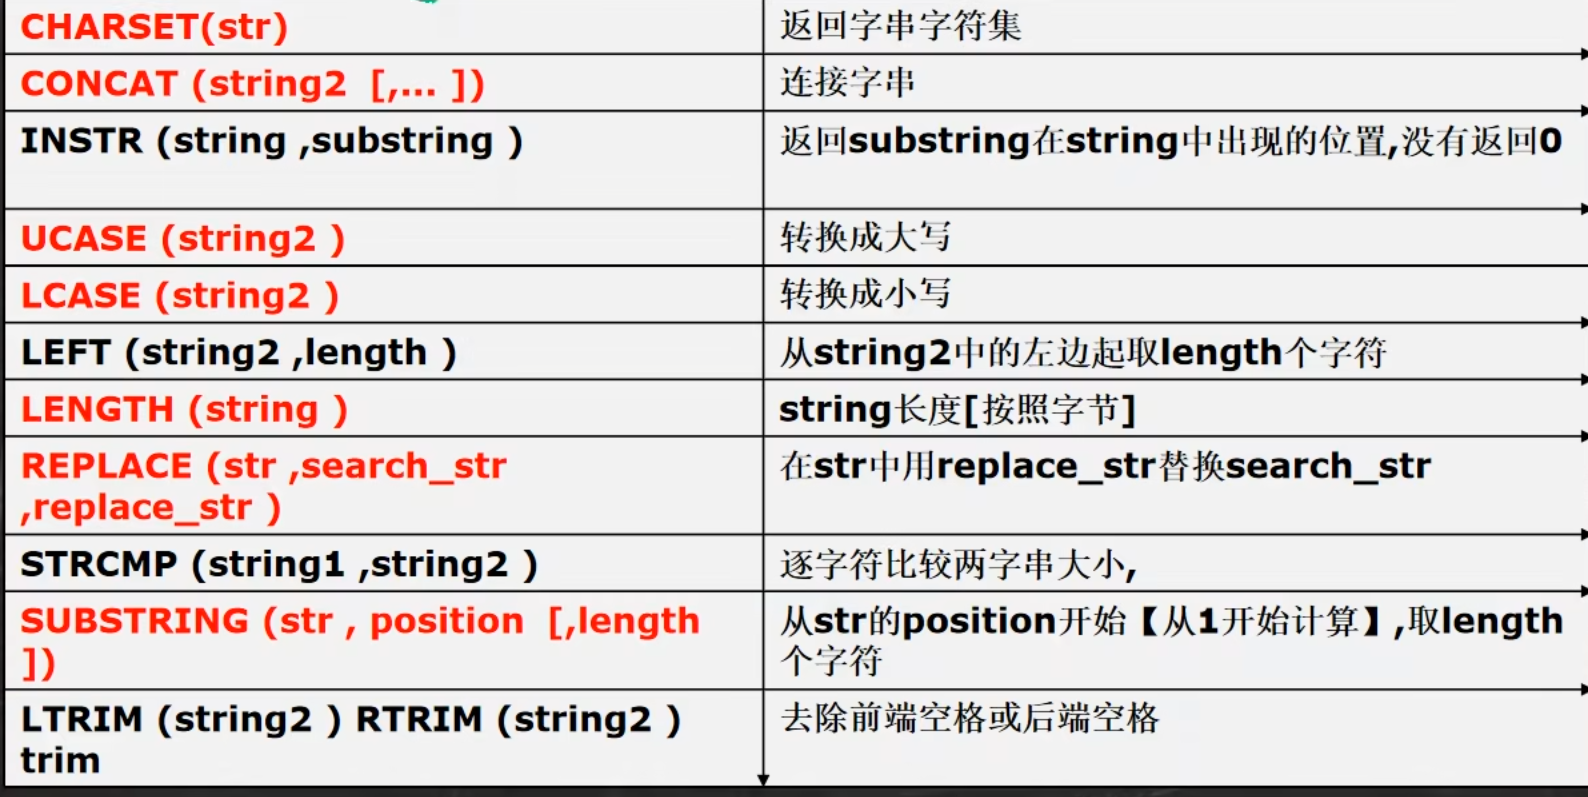 CHARSET(str)
返回字串字符集
CONCAT (string2 [,... ])
连接字串
INSTR (string ,substring )
返回substring在string中出现的位置,没有返回0
UCASE (string2 )
转换成大写
LCASE (string2 )
转换成小写
LEFT (string2 ,length )
从string2中的左边起取length个字符
LENGTH (string )
string长度[按照字节]
REPLACE (str ,search_str
,replace_str )
在str中用replace_str替换search_str
STRCMP (string1 ,string2 )
逐字符比较两字串大小,
SUBSTRING (str , position [,length
])
从str的position开始【从1开始计算】,取length
个字符
LTRIM (string2 ) RTRIM (string2 )
trim
去除前端空格或后端空格